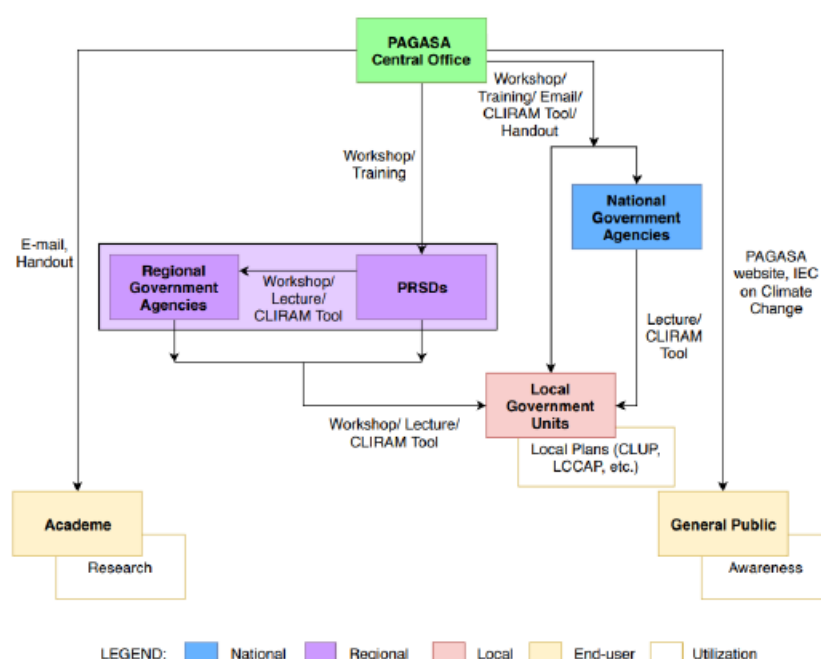 PAGASA
Central Office
Workshop/
Training/ Email/
CLIRAM Tool/
Handout
Workshop/
Training
National
Government
Agencies
E-mail,
Handout
Regional
Government
Agencies
Workshop/
Lecture/
CLIRAM Tool
PRSDs
PAGASA
website, IEC
on Climate
Change
Lecture/
CLIRAM
Tool
Local
Government
Units
Workshop/ Lecture/
CLIRAM Tool
Local Plans (CLUP,
LCCAP, etc.)
Academe
Research
General Public
Awareness
LEGEND: National Regional Local End-user Utilization